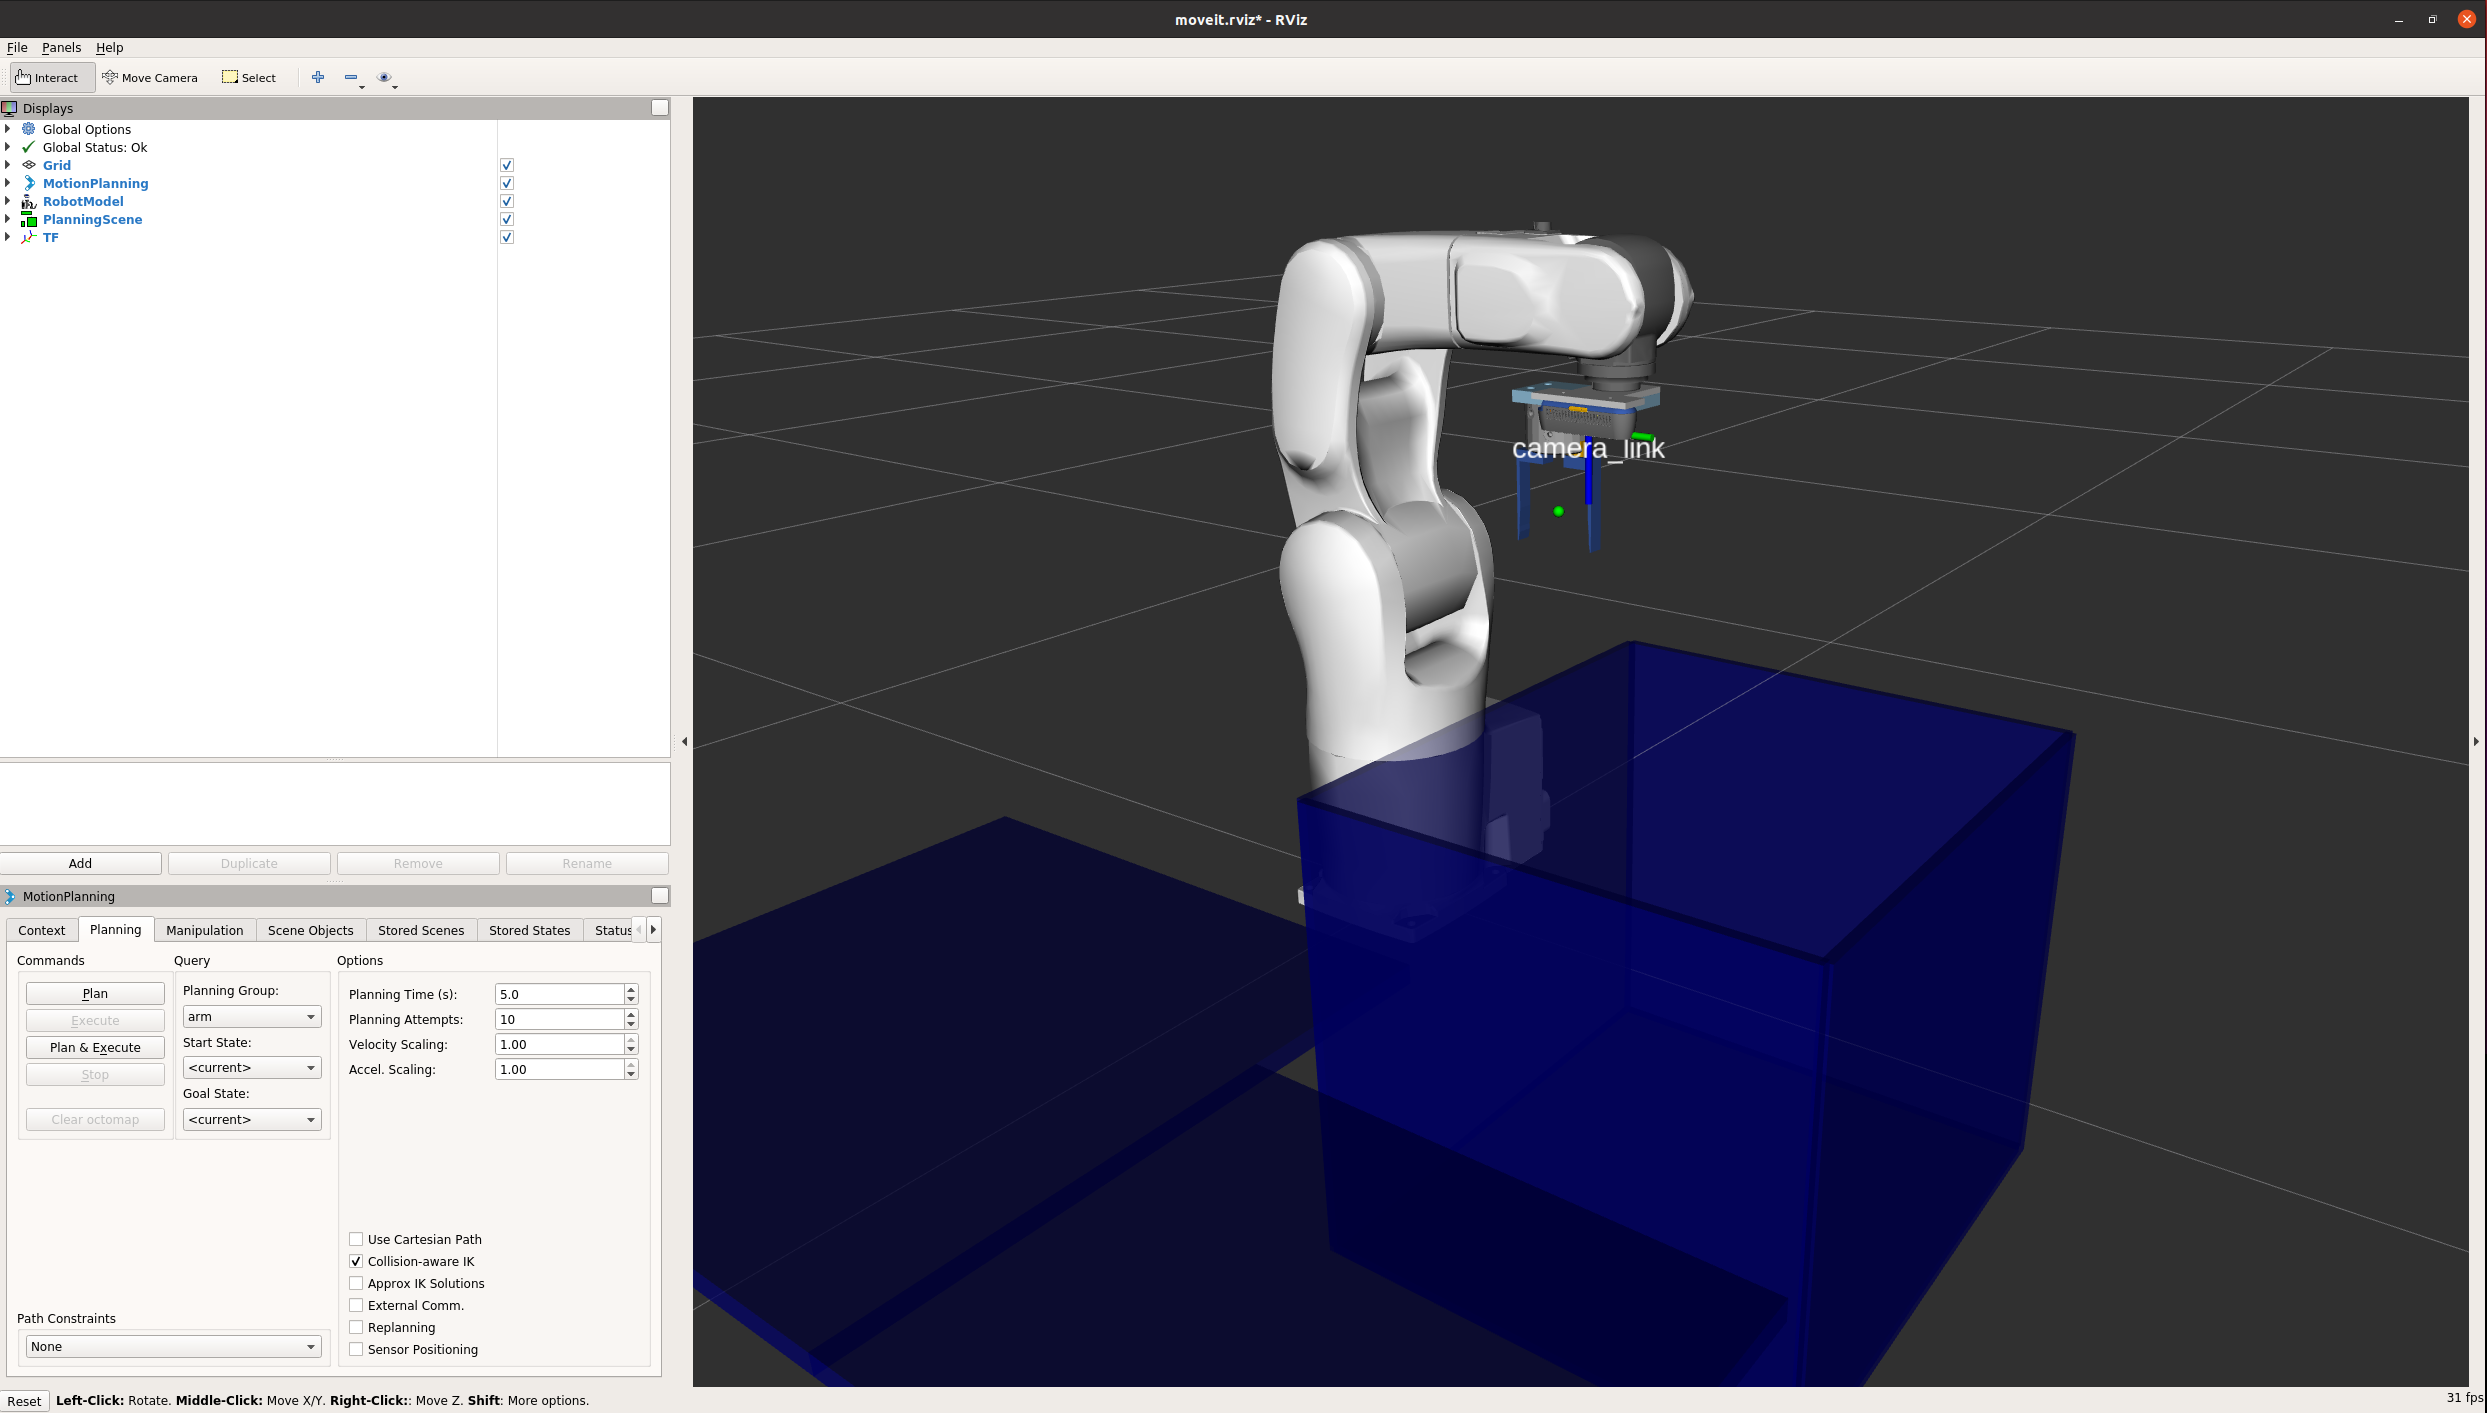 moveit.rviz* - RViz
File Panels Help
Interact Move Camera Select
Displays
Global Options
Global Status: Ok
Grid
MotionPlanning
RobotModel
PlanningScene
TF
camera_link
Add Duplicate Remove Rename
MotionPlanning
Context Planning Manipulation Scene Objects Stored Scenes Stored States Status
Commands Query Options
Plan
Execute
Plan & Execute
Stop
Clear octomap
Planning Group:
arm
Start State:
<current>
Goal State:
<current>
Planning Time (s): 5.0
Planning Attempts: 10
Velocity Scaling: 1.00
Accel. Scaling: 1.00
Use Cartesian Path
Collision-aware IK
Approx IK Solutions
External Comm.
Replanning
Sensor Positioning
Path Constraints
None
Reset Left-Click: Rotate. Middle-Click: Move X/Y. Right-Click:: Move Z. Shift: More options.
31 fps